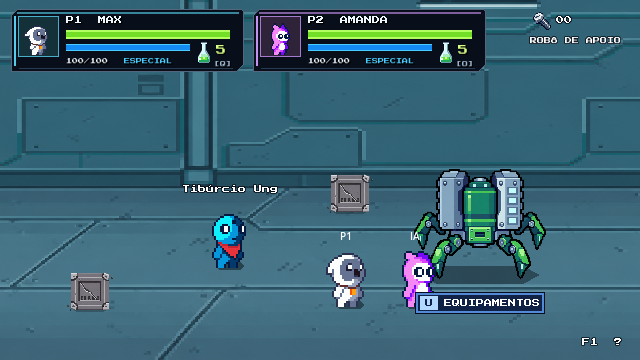 P1 MAX
100/100 ESPECIAL
5
[Q]
P2 AMANDA
100/100 ESPECIAL
5
[O]
00
ROBô DE APOIO
Tibúrcio Ung
P1
IA
U EQUIPAMENTOS
F1 ?